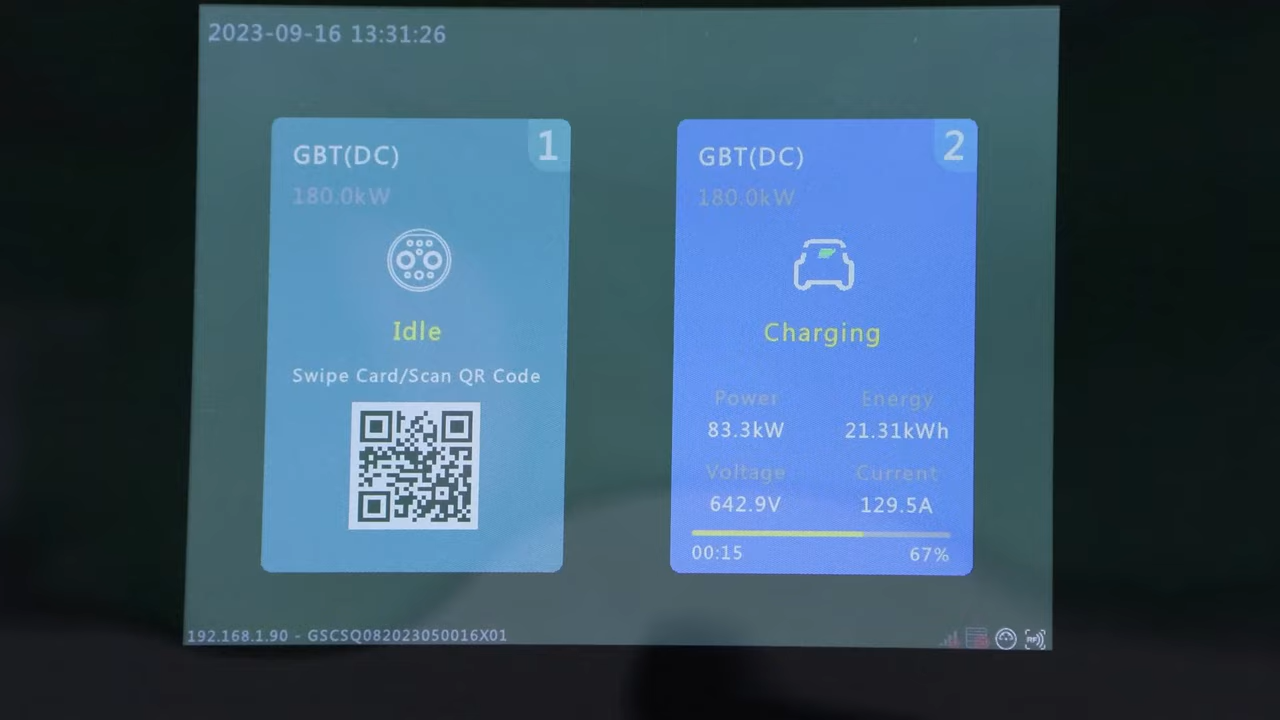 2023-09-16 13:31:26
GBT(DC)
1
180.0kW
Idle
Swipe Card/Scan QR Code
GBT(DC)
2
180.0kW
Charging
Power
Energy
83.3kW
21.31kWh
Voltage
Current
642.9V
129.5A
00:15
67%
192.168.1.90 - GSCSQ082023050016X01